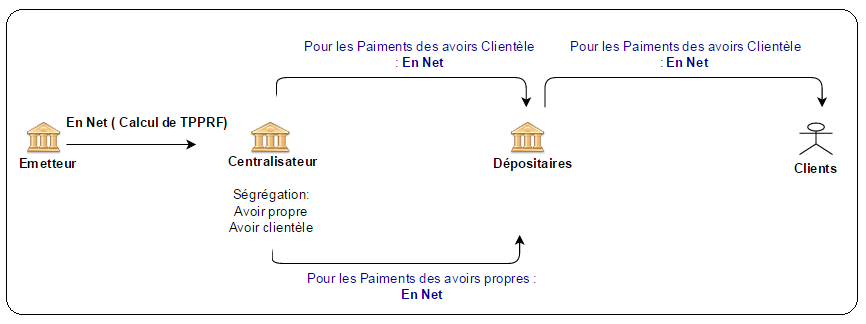 Pour les Paiments des avoirs Clientèle
: En Net
Pour les Paiments des avoirs Clientèle
: En Net
En Net ( Calcul de TPPRF)
Emetteur
Centralisateur
Dépositaires
Clients
Ségrégation:
Avoir propre
Avoir clientèle
Pour les Paiments des avoirs propres :
En Net